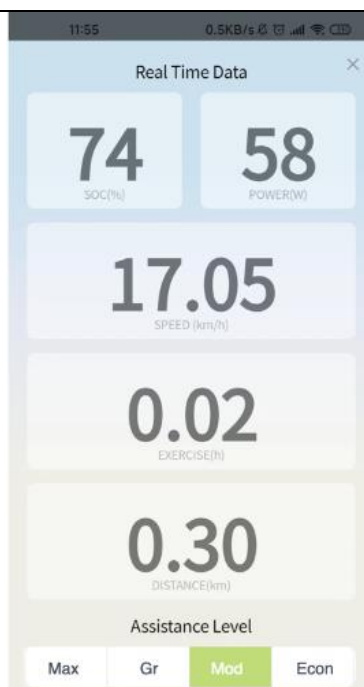 11:55 0.5KB/s
Real Time Data
×
74
SOC(%)
58
POWER(W)
17.05
SPEED (km/h)
0.02
EXERCISE(h)
0.30
DISTANCE(km)
Assistance Level
Max Gr Mod Econ